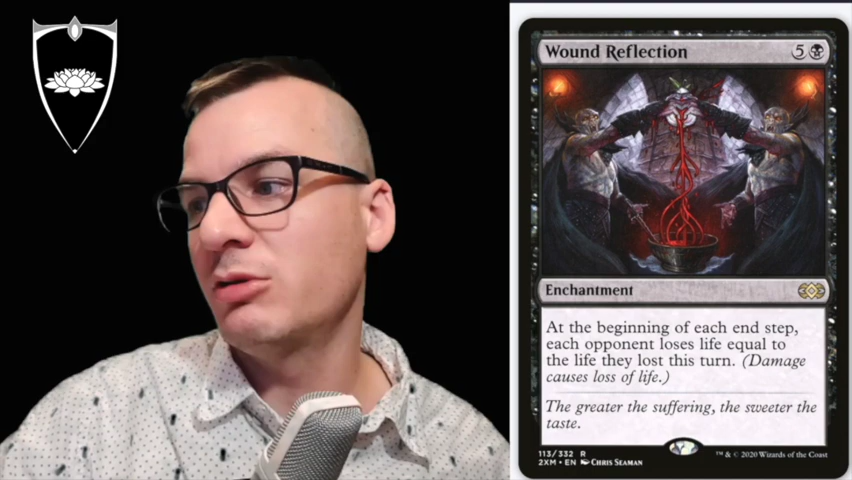 Wound Reflection 5
Enchantment
At the beginning of each end step,
each opponent loses life equal to
the life they lost this turn. (Damage
causes loss of life.)
The greater the suffering, the sweeter the
taste.
113/332 R
2XM • EN Chris Seaman
™ & © 2020 Wizards of the Coast